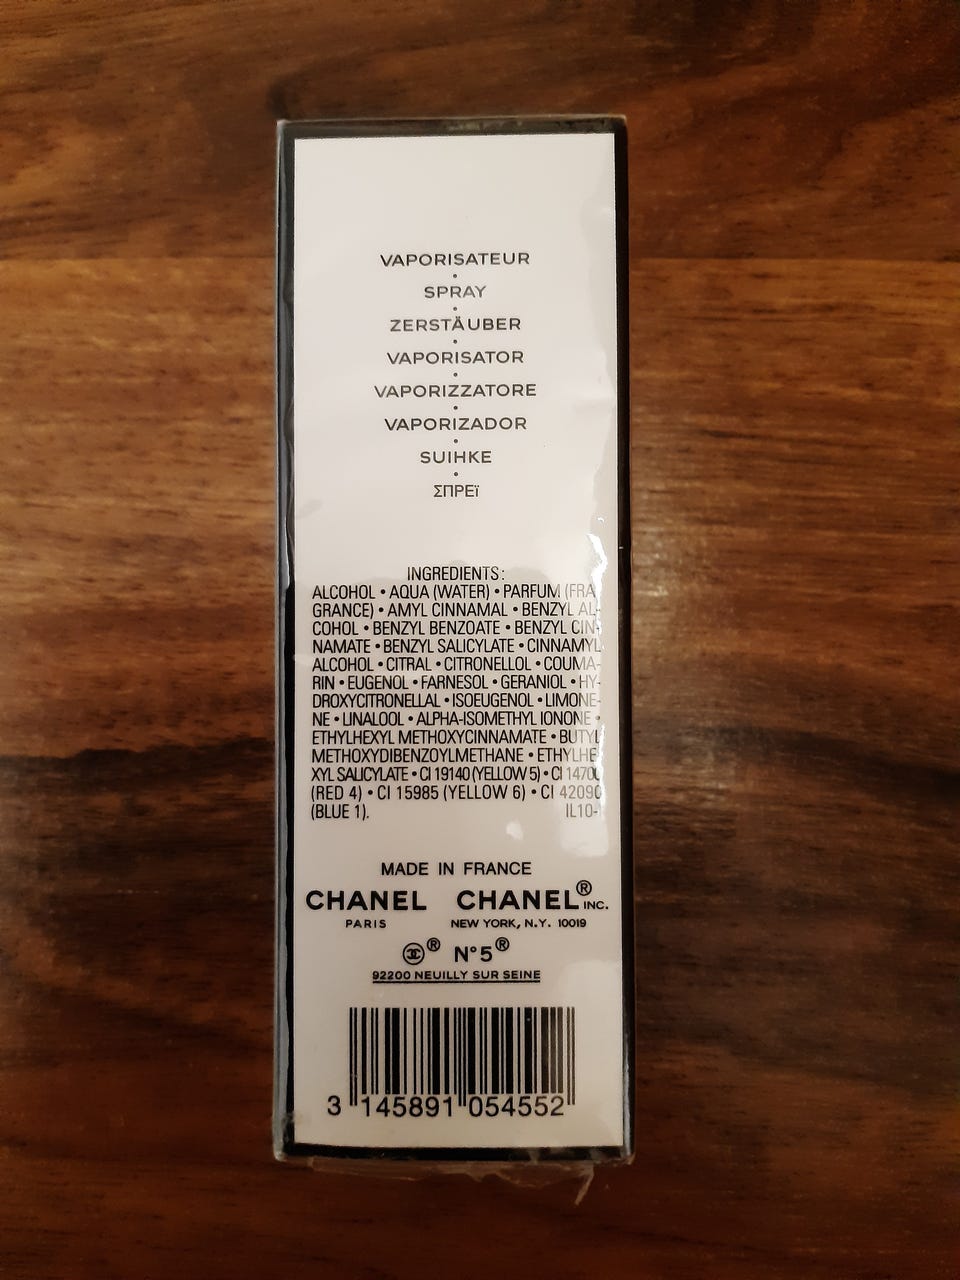 VAPORISATEUR
•
SPRAY
•
ZERSTÄUBER
•
VAPORISATOR
•
VAPORIZZATORE
•
VAPORIZADOR
•
SUIHKE
•
ΣΠΡΕϊ
INGREDIENTS:
ALCOHOL • AQUA (WATER) • PARFUM (FRA-
GRANCE) • AMYL CINNAMAL • BENZYL AL-
COHOL • BENZYL BENZOATE • BENZYL CIN-
NAMATE • BENZYL SALICYLATE • CINNAMYL
ALCOHOL • CITRAL • CITRONELLOL • COUMA-
RIN • EUGENOL • FARNESOL • GERANIOL • HY-
DROXYCITRONELLAL • ISOEUGENOL • LIMONE-
NE • LINALOOL • ALPHA-ISOMETHYL IONONE •
ETHYLHEXYL METHOXYCINNAMATE • BUTYL
METHOXYDIBENZOYLMETHANE • ETHYLHE-
XYL SALICYLATE • CI 19140 (YELLOW 5) • CI 14700
(RED 4) • CI 15985 (YELLOW 6) • CI 42090
(BLUE 1). IL10-
MADE IN FRANCE
CHANEL CHANEL® INC.
PARIS NEW YORK, N.Y. 10019
® N°5®
92200 NEUILLY SUR SEINE
3 145891 054552